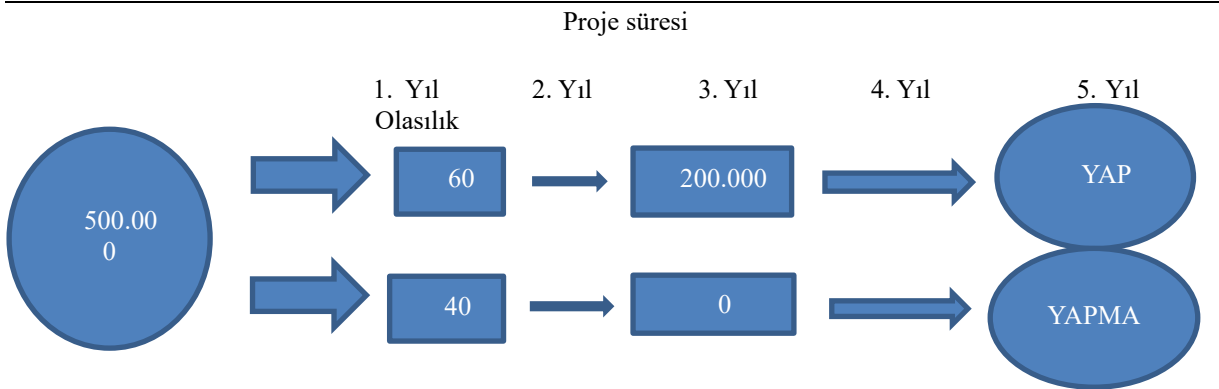 Proje süresi
1. Yıl 2. Yıl 3. Yıl 4. Yıl 5. Yıl
Olasılık
500.00
0
60 200.000 YAP
40 0 YAPMA